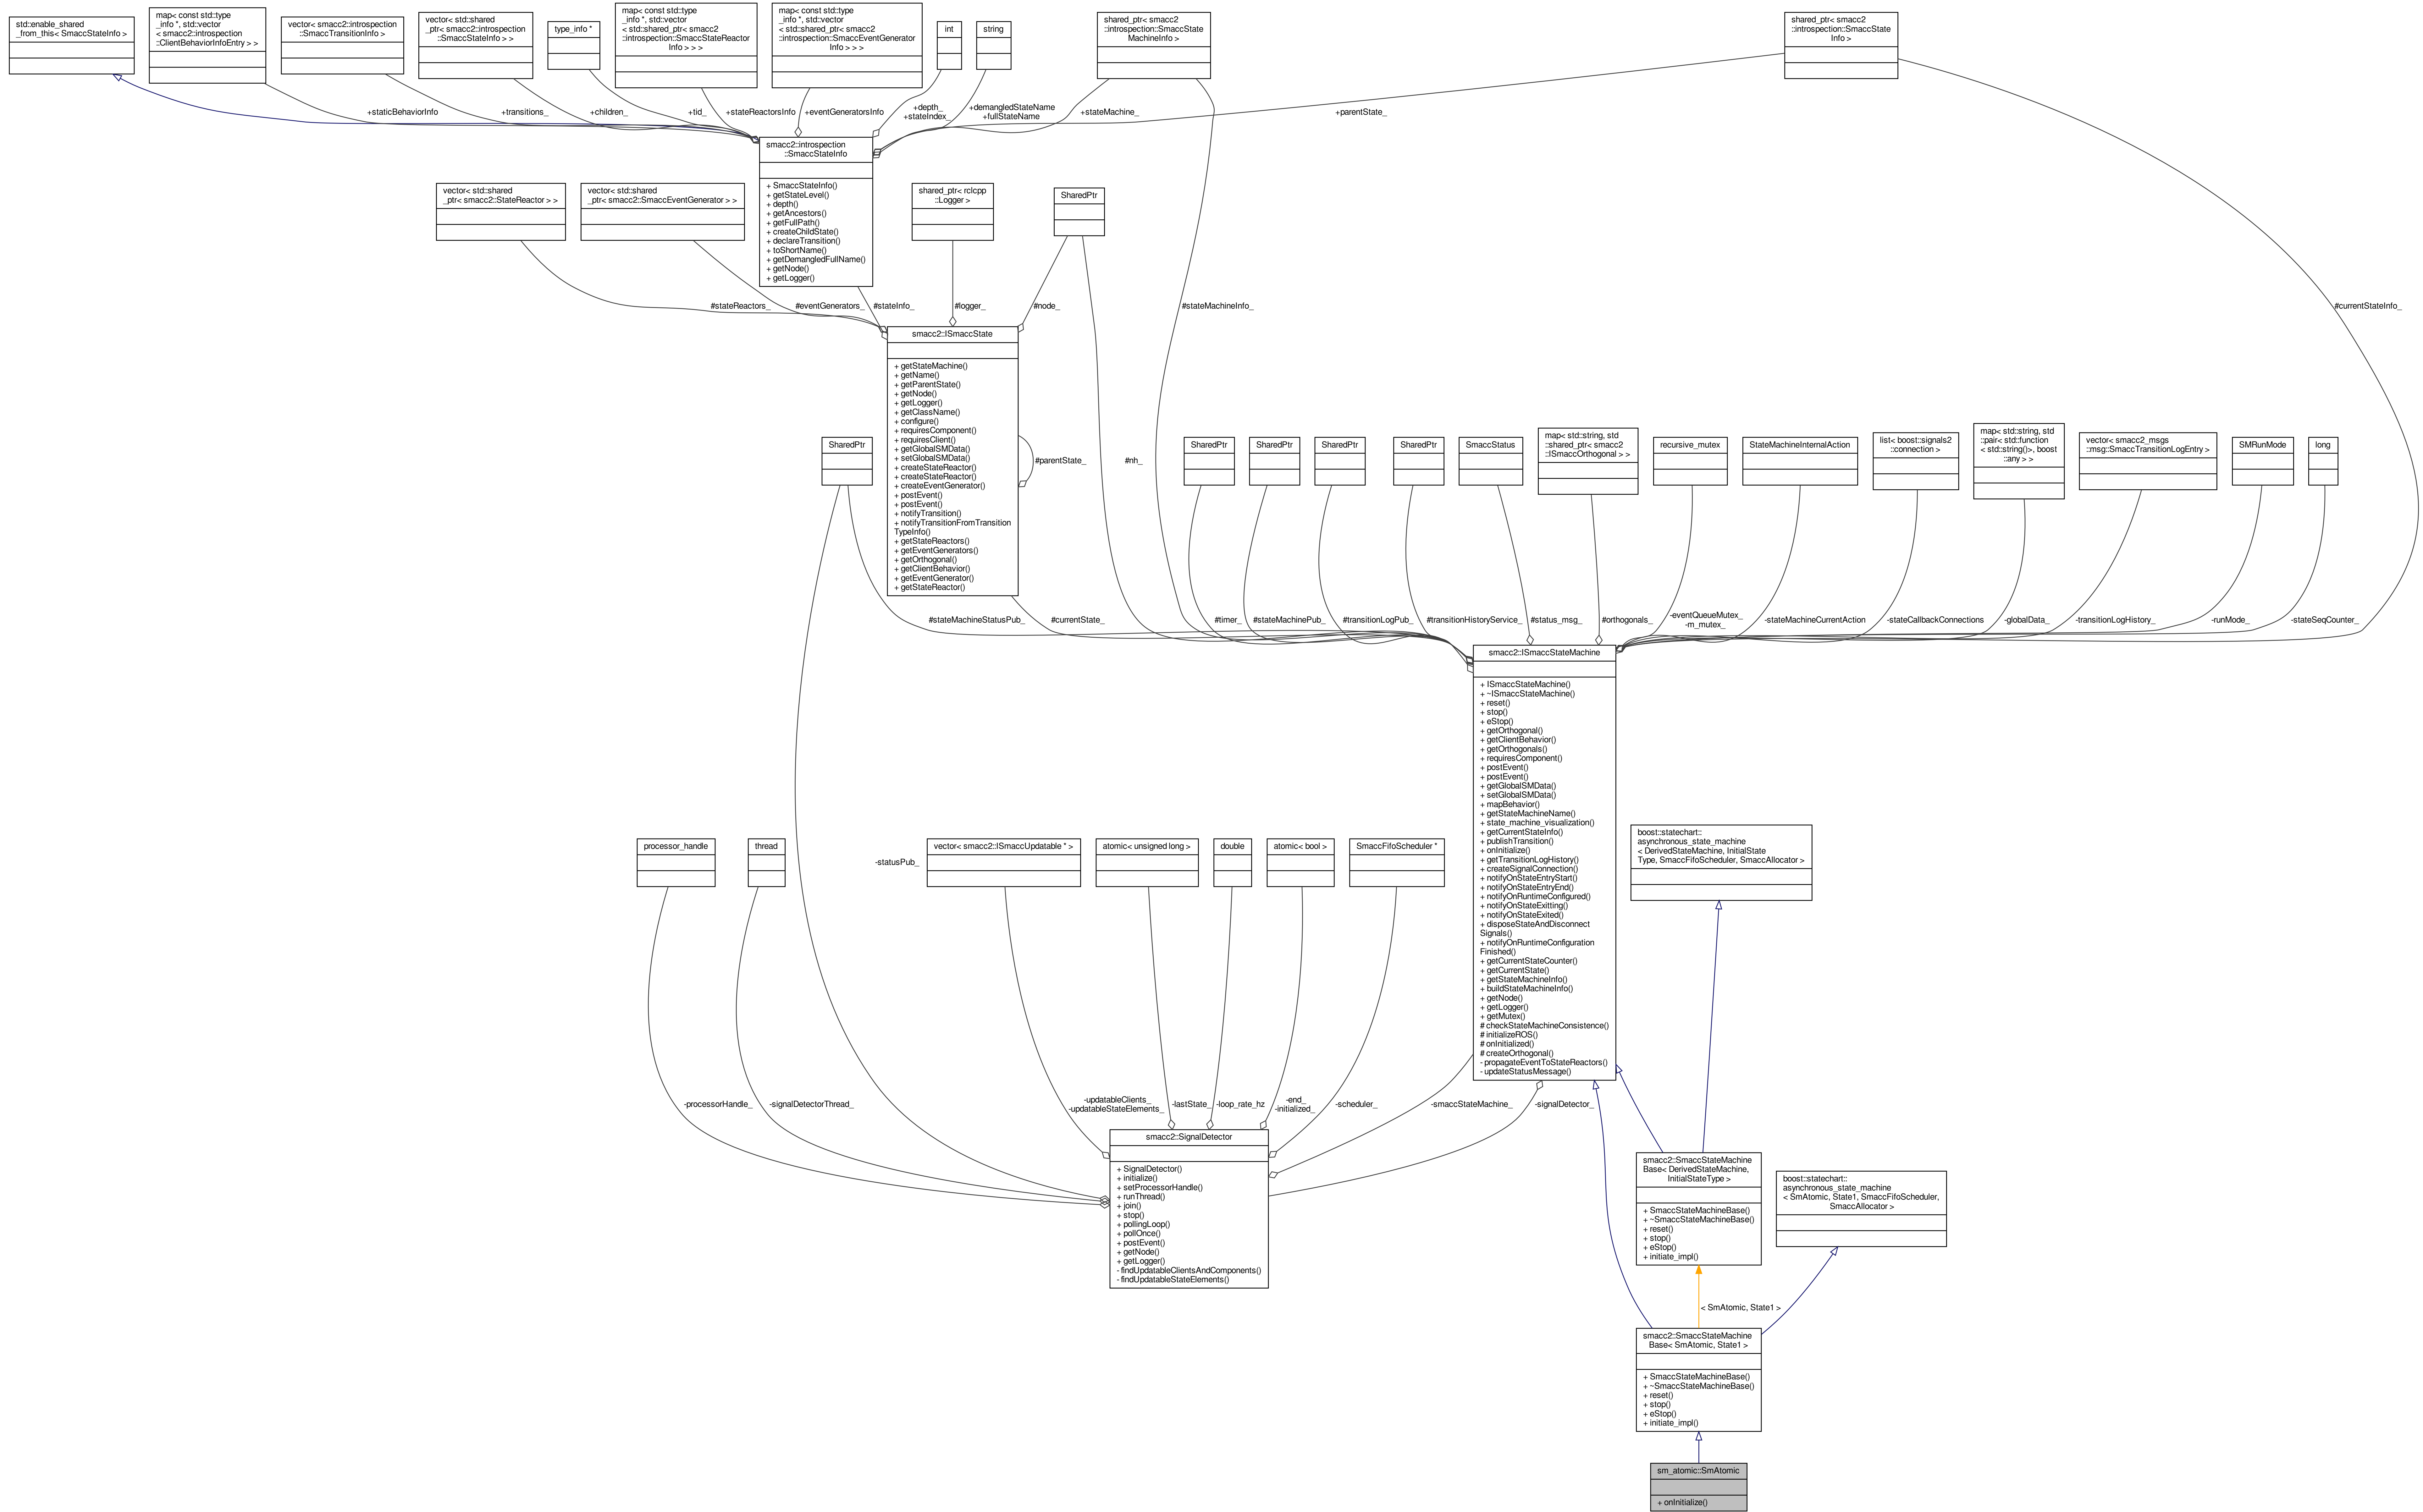 std::enable_shared
_from_this< SmaccStateInfo >
map< const std::type
_info *, std::vector
< smacc2::introspection
::ClientBehaviorInfoEntry > >
vector< smacc2::introspection
::SmaccTransitionInfo >
vector< std::shared
_ptr< smacc2::introspection
::SmaccStateInfo > >
type_info *
map< const std::type
_info *, std::vector
< std::shared_ptr< smacc2
::introspection::SmaccStateReactor
Info > > >
map< const std::type
_info *, std::vector
< std::shared_ptr< smacc2
::introspection::SmaccEventGenerator
Info > > >
int
string
shared_ptr< smacc2
::introspection::SmaccState
MachineInfo >
shared_ptr< smacc2
::introspection::SmaccState
Info >
+staticBehaviorInfo
+transitions_
+children_
+tid_
+stateReactorsInfo
+eventGeneratorsInfo
+depth_
+stateIndex_
+demangledStateName
+fullStateName
+stateMachine_
+parentState_
smacc2::introspection
::SmaccStateInfo
+ SmaccStateInfo()
+ getStateLevel()
+ depth()
+ getAncestors()
+ getFullPath()
+ createChildState()
+ declareTransition()
+ toShortName()
+ getDemangledFullName()
+ getNode()
+ getLogger()
vector< std::shared
_ptr< smacc2::StateReactor > >
vector< std::shared
_ptr< smacc2::SmaccEventGenerator > >
shared_ptr< rclcpp
::Logger >
SharedPtr
#stateReactors_
#eventGenerators_
#stateInfo_
#logger_
#node_
#stateMachineInfo_
#currentStateInfo_
smacc2::ISmaccState
+ getStateMachine()
+ getName()
+ getParentState()
+ getNode()
+ getLogger()
+ getClassName()
+ configure()
+ requiresComponent()
+ requiresClient()
+ getGlobalSMData()
+ setGlobalSMData()
+ createStateReactor()
+ createStateReactor()
+ createEventGenerator()
+ postEvent()
+ postEvent()
+ notifyTransition()
+ notifyTransitionFromTransition
TypeInfo()
+ getStateReactors()
+ getEventGenerators()
+ getOrthogonal()
+ getClientBehavior()
+ getEventGenerator()
+ getStateReactor()
#parentState_
#nh_
SharedPtr
SharedPtr
SharedPtr
SharedPtr
SharedPtr
SmaccStatus
map< std::string, std
::shared_ptr< smacc2
::ISmaccOrthogonal > >
recursive_mutex
StateMachineInternalAction
list< boost::signals2
::connection >
map< std::string, std
::pair< std::function
< std::string()>, boost
::any > >
vector< smacc2_msgs
::msg::SmaccTransitionLogEntry >
SMRunMode
long
#stateMachineStatusPub_
#currentState_
#timer_
#stateMachinePub_
#transitionLogPub_
#transitionHistoryService_
#status_msg_
#orthogonals_
-eventQueueMutex_
-m_mutex_
-stateMachineCurrentAction
-stateCallbackConnections
-globalData_
-transitionLogHistory_
-runMode_
-stateSeqCounter_
smacc2::ISmaccStateMachine
+ ISmaccStateMachine()
+ ~ISmaccStateMachine()
+ reset()
+ stop()
+ eStop()
+ getOrthogonal()
+ getClientBehavior()
+ getOrthogonals()
+ requiresComponent()
+ postEvent()
+ postEvent()
+ getGlobalSMData()
+ setGlobalSMData()
+ mapBehavior()
+ getStateMachineName()
+ state_machine_visualization()
+ getCurrentStateInfo()
+ publishTransition()
+ onInitialize()
+ getTransitionLogHistory()
+ createSignalConnection()
+ notifyOnStateEntryStart()
+ notifyOnStateEntryEnd()
+ notifyOnRuntimeConfigured()
+ notifyOnStateExitting()
+ notifyOnStateExited()
+ disposeStateAndDisconnect
Signals()
+ notifyOnRuntimeConfiguration
Finished()
+ getCurrentStateCounter()
+ getCurrentState()
+ getStateMachineInfo()
+ buildStateMachineInfo()
+ getNode()
+ getLogger()
+ getMutex()
# checkStateMachineConsistence()
# initializeROS()
# onInitialized()
# createOrthogonal()
- propagateEventToStateReactors()
- updateStatusMessage()
processor_handle
thread
-statusPub_
vector< smacc2::ISmaccUpdatable * >
atomic< unsigned long >
double
atomic< bool >
SmaccFifoScheduler *
boost::statechart::
asynchronous_state_machine
< DerivedStateMachine, InitialState
Type, SmaccFifoScheduler, SmaccAllocator >
-processorHandle_
-signalDetectorThread_
-updatableClients_
-updatableStateElements_
-lastState_
-loop_rate_hz
-end_
-initialized_
-scheduler_
-smaccStateMachine_
-signalDetector_
smacc2::SignalDetector
+ SignalDetector()
+ initialize()
+ setProcessorHandle()
+ runThread()
+ join()
+ stop()
+ pollingLoop()
+ pollOnce()
+ postEvent()
+ getNode()
+ getLogger()
- findUpdatableClientsAndComponents()
- findUpdatableStateElements()
smacc2::SmaccStateMachine
Base< DerivedStateMachine,
InitialStateType >
+ SmaccStateMachineBase()
+ ~SmaccStateMachineBase()
+ reset()
+ stop()
+ eStop()
+ initiate_impl()
boost::statechart::
asynchronous_state_machine
< SmAtomic, State1, SmaccFifoScheduler,
SmaccAllocator >
< SmAtomic, State1 >
smacc2::SmaccStateMachine
Base< SmAtomic, State1 >
+ SmaccStateMachineBase()
+ ~SmaccStateMachineBase()
+ reset()
+ stop()
+ eStop()
+ initiate_impl()
sm_atomic::SmAtomic
+ onInitialize()